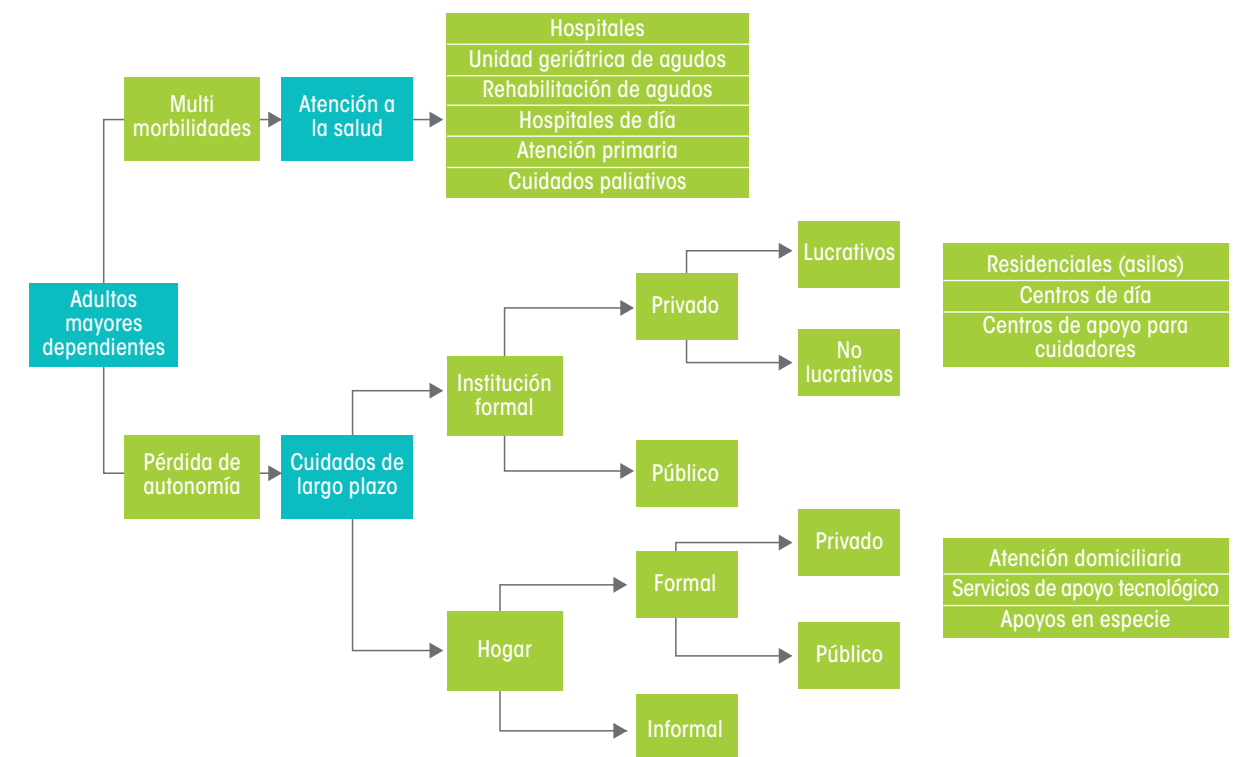 Hospitales
Unidad geriátrica de agudos
Rehabilitación de agudos
Hospitales de día
Atención primaria
Cuidados paliativos
Multi
morbilidades
Atención a
la salud
Adultos
mayores
dependientes
Pérdida de
autonomía
Cuidados de
largo plazo
Institución
formal
Privado
Lucrativos
No
lucrativos
Público
Residenciales (asilos)
Centros de día
Centros de apoyo para
cuidadores
Hogar
Formal
Privado
Público
Informal
Atención domiciliaria
Servicios de apoyo tecnológico
Apoyos en especie